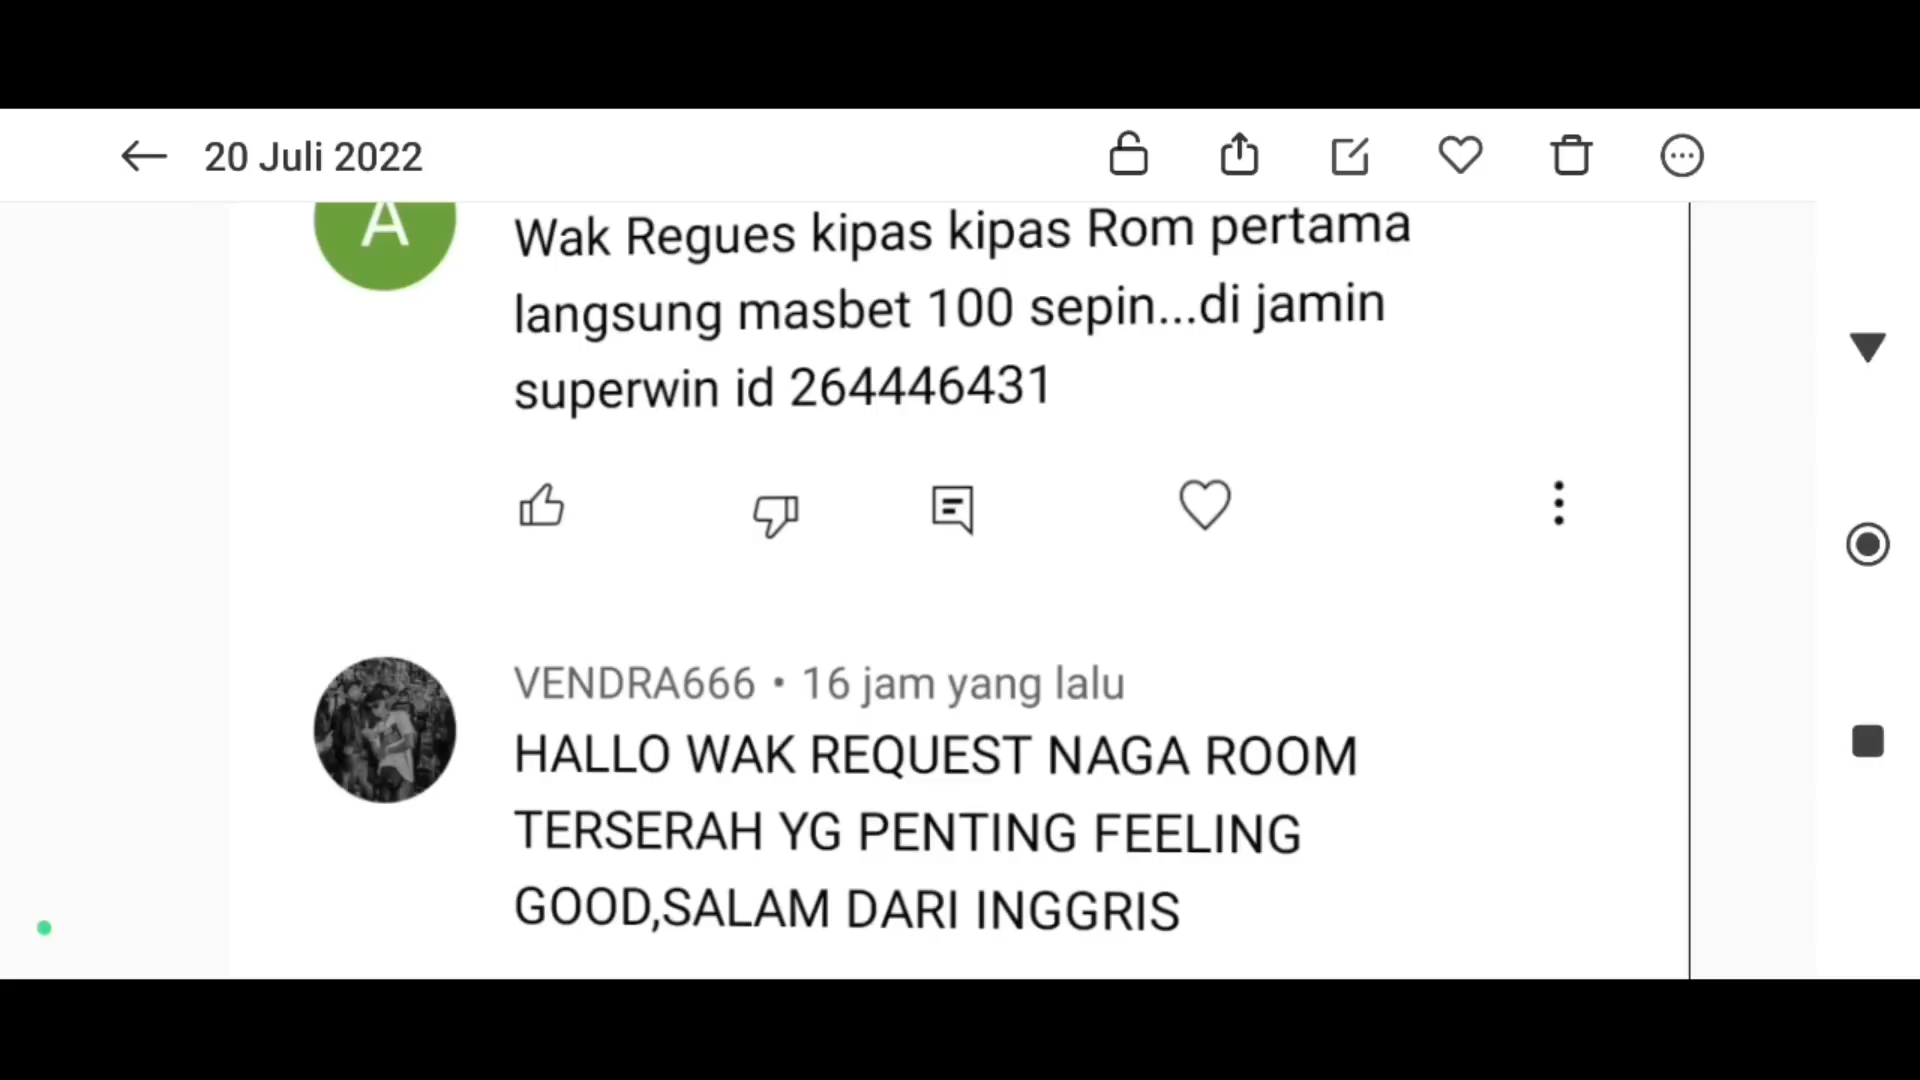 20 Juli 2022
A
Wak Regues kipas kipas Rom pertama
langsung masbet 100 sepin...di jamin
superwin id 264446431
VENDRA666 • 16 jam yang lalu
HALLO WAK REQUEST NAGA ROOM
TERSERAH YG PENTING FEELING
GOOD,SALAM DARI INGGRIS